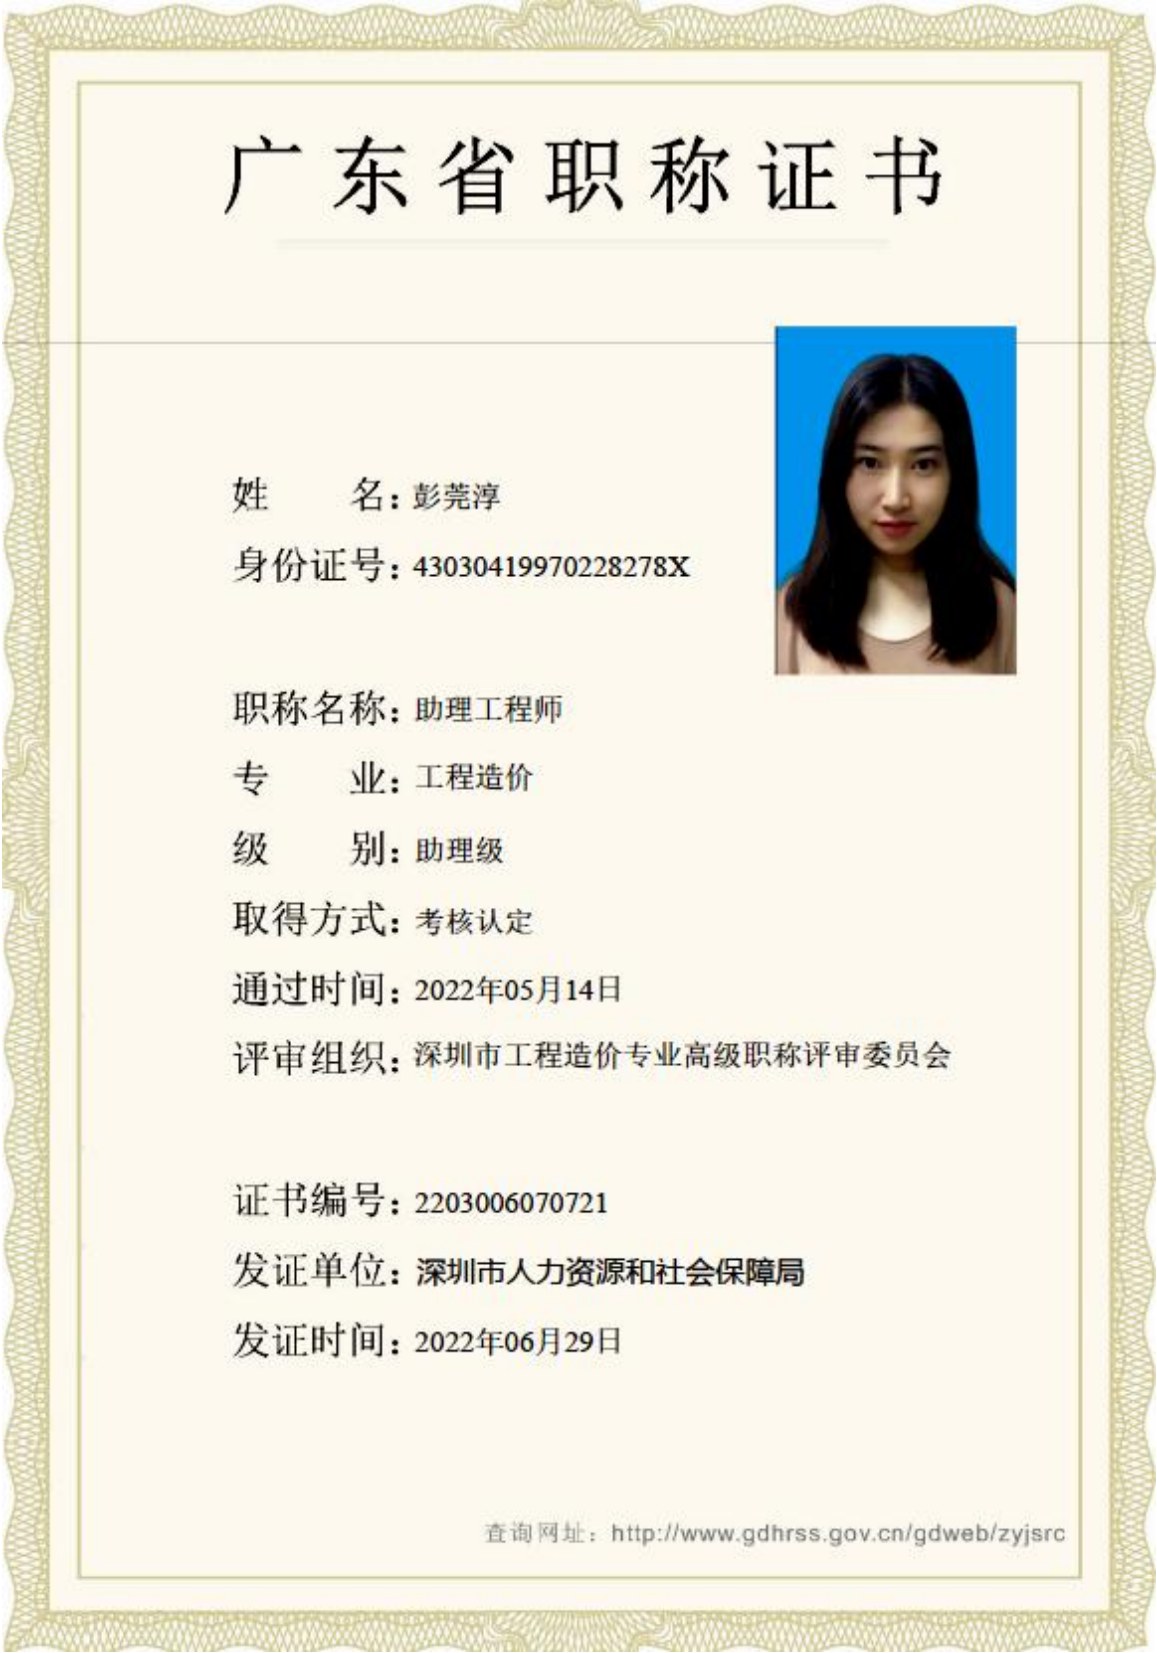 广东省职称证书
姓 名：彭莞淳
身份证号：43030419970228278X
职称名称：助理工程师
专 业：工程造价
级 别：助理级
取得方式：考核认定
通过时间：2022年05月14日
评审组织：深圳市工程造价专业高级职称评审委员会
证书编号：2203006070721
发证单位：深圳市人力资源和社会保障局
发证时间：2022年06月29日
查询网址：http://www.gdhrss.gov.cn/gdweb/zyjsrc